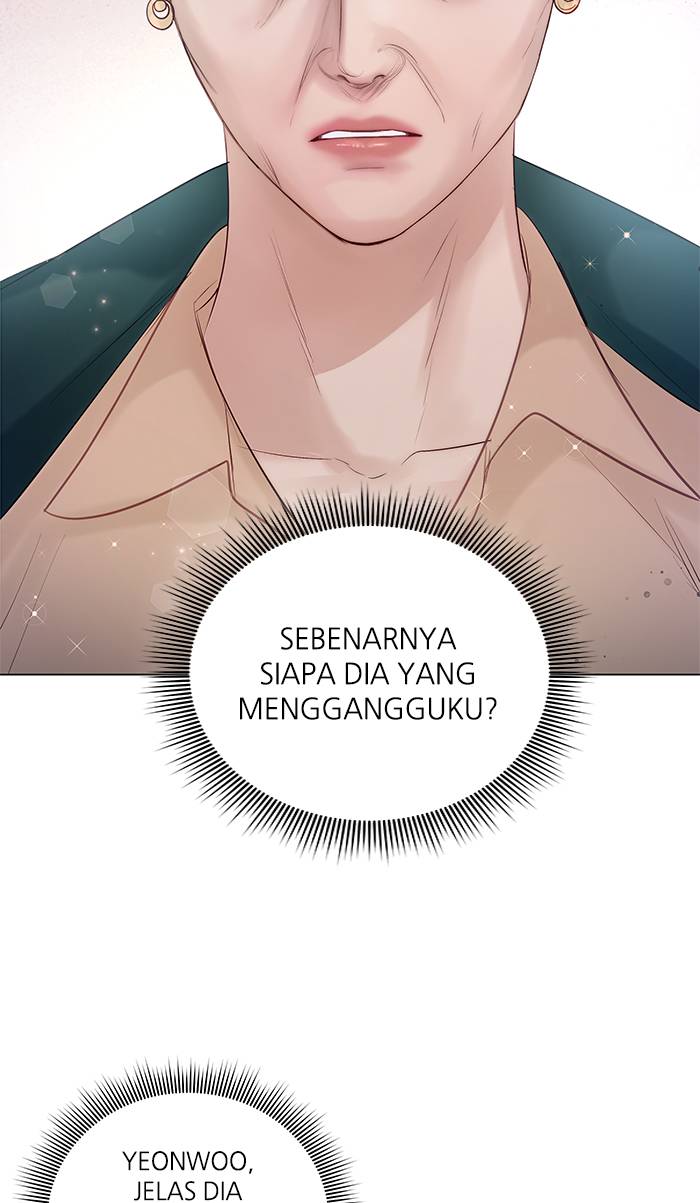 SEBENARNYA
SIAPA DIA YANG
MENGGANGGUKU?
YEONWOO,
JELAS DIA